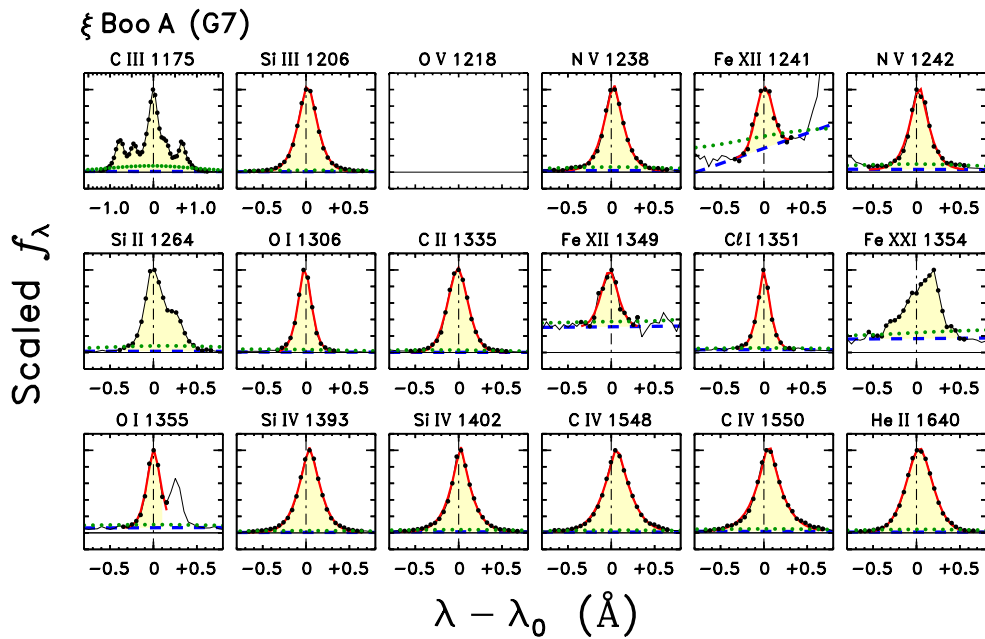 ξ Boo A (G7)
C III 1175 Si III 1206 O V 1218 N V 1238 Fe XII 1241 N V 1242
−1.0 0 +1.0 −0.5 0 +0.5 −0.5 0 +0.5 −0.5 0 +0.5 −0.5 0 +0.5 −0.5 0 +0.5
Si II 1264 O I 1306 C II 1335 Fe XII 1349 Cℓ I 1351 Fe XXI 1354
−0.5 0 +0.5 −0.5 0 +0.5 −0.5 0 +0.5 −0.5 0 +0.5 −0.5 0 +0.5 −0.5 0 +0.5
O I 1355 Si IV 1393 Si IV 1402 C IV 1548 C IV 1550 He II 1640
−0.5 0 +0.5 −0.5 0 +0.5 −0.5 0 +0.5 −0.5 0 +0.5 −0.5 0 +0.5 −0.5 0 +0.5
Scaled f_λ
λ − λ₀ (Å)